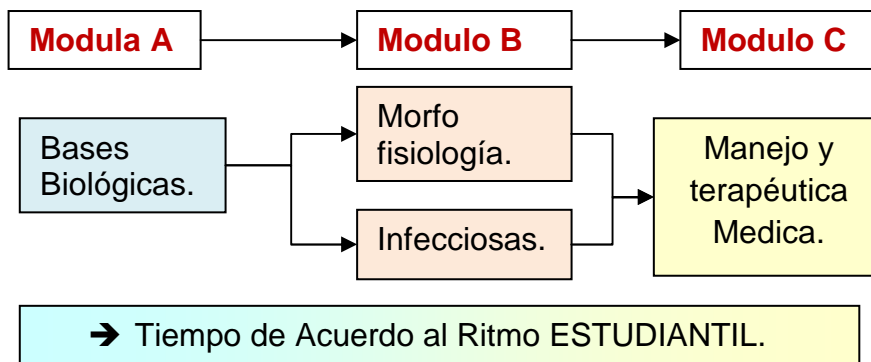 Modula A
Modulo B
Modulo C
Bases
Biológicas.
Morfo
fisiología.
Infecciosas.
Manejo y
terapéutica
Medica.
➔ Tiempo de Acuerdo al Ritmo ESTUDIANTIL.